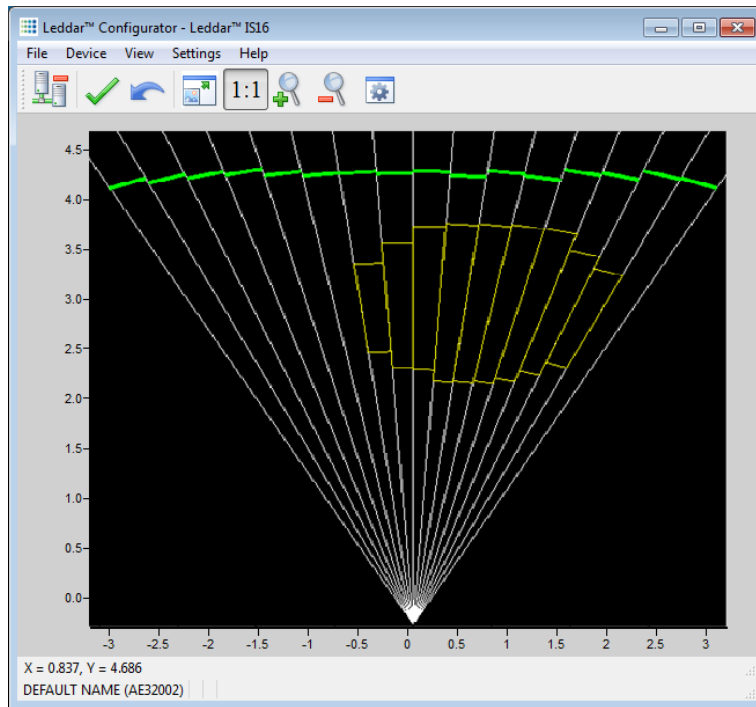 Leddar™ Configurator - Leddar™ IS16
File Device View Settings Help
1:1
4.5
4.0
3.5
3.0
2.5
2.0
1.5
1.0
0.5
0.0
-3 -2.5 -2 -1.5 -1 -0.5 0 0.5 1 1.5 2 2.5 3
X = 0.837, Y = 4.686
DEFAULT NAME (AE32002)